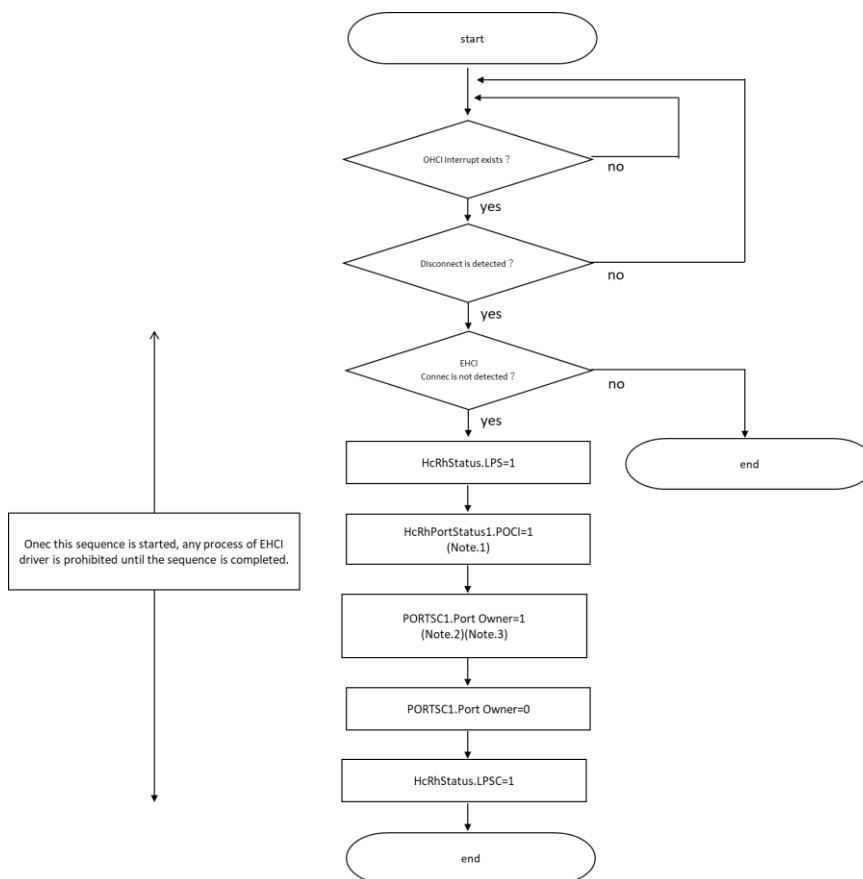 start
OHCI Interrupt exists？
no
yes
Disconnect is detected？
no
yes
EHCI
Connec is not detected？
no
yes
HcRhStatus.LPS=1
end
HcRhPortStatus1.POCI=1
(Note.1)
Onec this sequence is started, any process of EHCI
driver is prohibited until the sequence is completed.
PORTSC1.Port Owner=1
(Note.2)(Note.3)
PORTSC1.Port Owner=0
HcRhStatus.LPSC=1
end